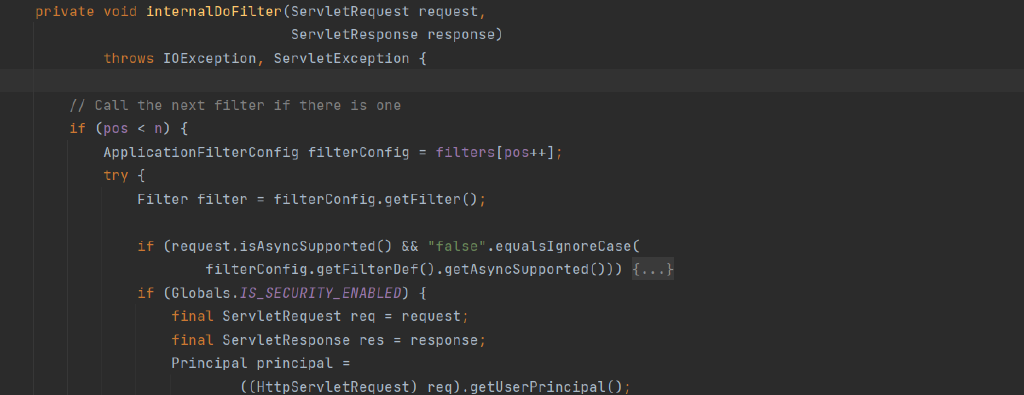 private void internalDoFilter(ServletRequest request,
ServletResponse response)
throws IOException, ServletException {
// Call the next filter if there is one
if (pos < n) {
ApplicationFilterConfig filterConfig = filters[pos++];
try {
Filter filter = filterConfig.getFilter();
if (request.isAsyncSupported() && "false".equalsIgnoreCase(
filterConfig.getFilterDef().getAsyncSupported())) {...}
if (Globals.IS_SECURITY_ENABLED) {
final ServletRequest req = request;
final ServletResponse res = response;
Principal principal =
((HttpServletRequest) req).getUserPrincipal();